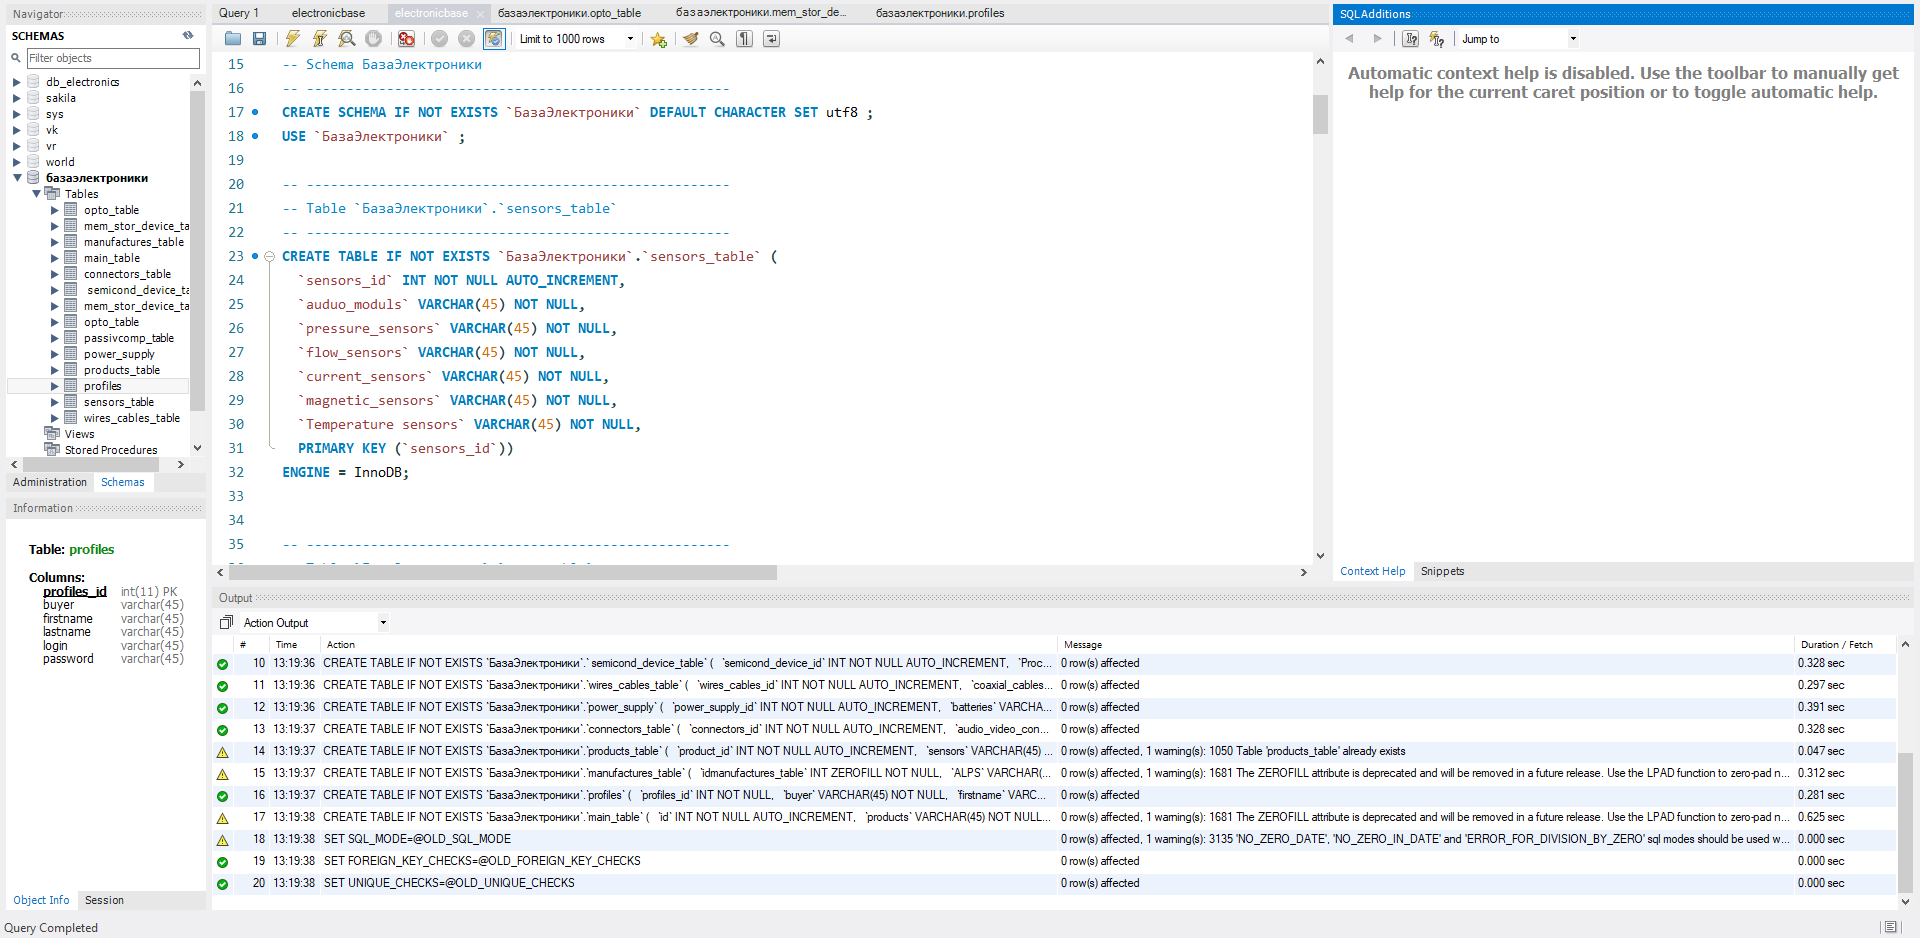 Navigator
SCHEMAS
Filter objects
db_electronics
sakila
sys
vk
vr
world
базаэлектроники
Tables
opto_table
mem_stor_device_ta
manufactures_table
main_table
connectors_table
semicond_device_ta
mem_stor_device_ta
opto_table
passivcomp_table
power_supply
products_table
profiles
sensors_table
wires_cables_table
Views
Stored Procedures
Administration Schemas
Information
Table: profiles
Columns:
profiles_id int(11) PK
buyer varchar(45)
firstname varchar(45)
lastname varchar(45)
login varchar(45)
password varchar(45)
Object Info Session
Query Completed
Query 1 electronicbase electronicbase базаэлектроники.opto_table базаэлектроники.mem_stor_de... базаэлектроники.profiles
Limit to 1000 rows
15 -- Schema БазаЭлектроники
16 -- -----------------------------------------------------
17 CREATE SCHEMA IF NOT EXISTS `БазаЭлектроники` DEFAULT CHARACTER SET utf8 ;
18 USE `БазаЭлектроники` ;
19
20 -- -----------------------------------------------------
21 -- Table `БазаЭлектроники`.`sensors_table`
22 -- -----------------------------------------------------
23 CREATE TABLE IF NOT EXISTS `БазаЭлектроники`.`sensors_table` (
24 `sensors_id` INT NOT NULL AUTO_INCREMENT,
25 `auduo_moduls` VARCHAR(45) NOT NULL,
26 `pressure_sensors` VARCHAR(45) NOT NULL,
27 `flow_sensors` VARCHAR(45) NOT NULL,
28 `current_sensors` VARCHAR(45) NOT NULL,
29 `magnetic_sensors` VARCHAR(45) NOT NULL,
30 `Temperature sensors` VARCHAR(45) NOT NULL,
31 PRIMARY KEY (`sensors_id`))
32 ENGINE = InnoDB;
33
34
35 -- -----------------------------------------------------
SQLAdditions
Jump to
Automatic context help is disabled. Use the toolbar to manually get
help for the current caret position or to toggle automatic help.
Context Help Snippets
Output
Action Output
# Time Action Message Duration / Fetch
10 13:19:36 CREATE TABLE IF NOT EXISTS `БазаЭлектроники`.`semicond_device_table` ( `semicond_device_id` INT NOT NULL AUTO_INCREMENT, `Proc... 0 row(s) affected 0.328 sec
11 13:19:36 CREATE TABLE IF NOT EXISTS `БазаЭлектроники`.`wires_cables_table` ( `wires_cables_id` INT NOT NULL AUTO_INCREMENT, `coaxial_cables... 0 row(s) affected 0.297 sec
12 13:19:36 CREATE TABLE IF NOT EXISTS `БазаЭлектроники`.`power_supply` ( `power_supply_id` INT NOT NULL AUTO_INCREMENT, `batteries` VARCHA... 0 row(s) affected 0.391 sec
13 13:19:37 CREATE TABLE IF NOT EXISTS `БазаЭлектроники`.`connectors_table` ( `connectors_id` INT NOT NULL AUTO_INCREMENT, `audio_video_con... 0 row(s) affected 0.328 sec
14 13:19:37 CREATE TABLE IF NOT EXISTS `БазаЭлектроники`.`products_table` ( `product_id` INT NOT NULL AUTO_INCREMENT, `sensors` VARCHAR(45) ... 0 row(s) affected, 1 warning(s): 1050 Table 'products_table' already exists 0.047 sec
15 13:19:37 CREATE TABLE IF NOT EXISTS `БазаЭлектроники`.`manufactures_table` ( `idmanufactures_table` INT ZEROFILL NOT NULL, `ALPS` VARCHAR(... 0 row(s) affected, 1 warning(s): 1681 The ZEROFILL attribute is deprecated and will be removed in a future release. Use the LPAD function to zero-pad n... 0.312 sec
16 13:19:37 CREATE TABLE IF NOT EXISTS `БазаЭлектроники`.`profiles` ( `profiles_id` INT NOT NULL, `buyer` VARCHAR(45) NOT NULL, `firstname` VARC... 0 row(s) affected 0.281 sec
17 13:19:38 CREATE TABLE IF NOT EXISTS `БазаЭлектроники`.`main_table` ( `id` INT NOT NULL AUTO_INCREMENT, `products` VARCHAR(45) NOT NULL... 0 row(s) affected, 1 warning(s): 1681 The ZEROFILL attribute is deprecated and will be removed in a future release. Use the LPAD function to zero-pad n... 0.625 sec
18 13:19:38 SET SQL_MODE=@OLD_SQL_MODE 0 row(s) affected, 1 warning(s): 3135 'NO_ZERO_DATE', 'NO_ZERO_IN_DATE' and 'ERROR_FOR_DIVISION_BY_ZERO' sql modes should be used w... 0.000 sec
19 13:19:38 SET FOREIGN_KEY_CHECKS=@OLD_FOREIGN_KEY_CHECKS 0 row(s) affected 0.000 sec
20 13:19:38 SET UNIQUE_CHECKS=@OLD_UNIQUE_CHECKS 0 row(s) affected 0.000 sec